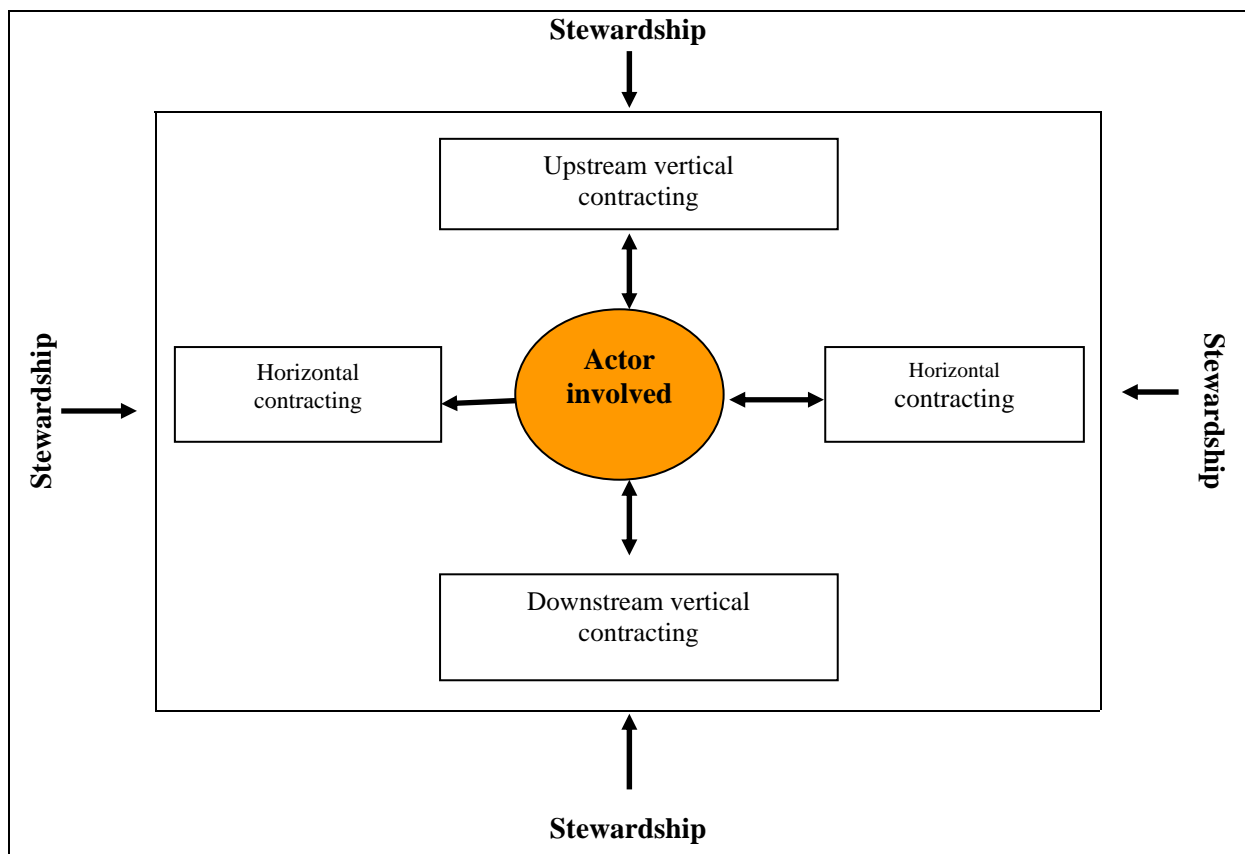 Stewardship
Upstream vertical
contracting
Stewardship
Horizontal
contracting
Actor
involved
Horizontal
contracting
Stewardship
Downstream vertical
contracting
Stewardship